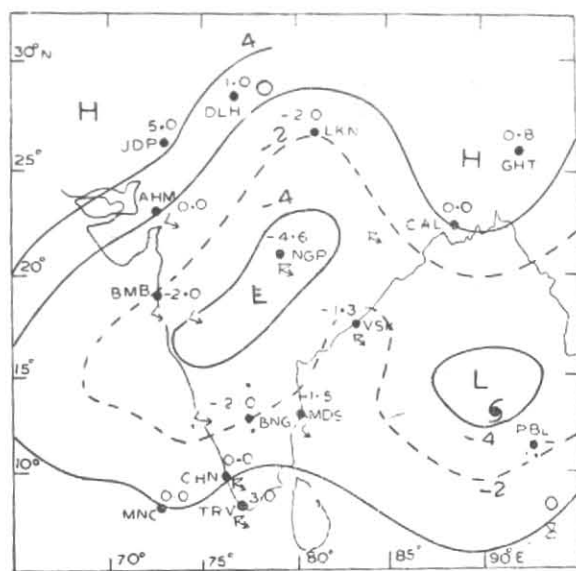 30°N
4
H
1.0
DLH
0
5.0
JDP
-2.0
-2
LKN
H
0.8
GHT
25°
AHM
0.0
-4
0.0
CAL
-4.6
NGP
20°
BMB
-2.0
L
-1.3
VSK
15°
L
-2.0
BNG
-1.5
MDS
-4
PBL
10°
0.0
CHN
-2
0.0
MNC
-3.0
TRV
0
70°
75°
80°
85°
90°E